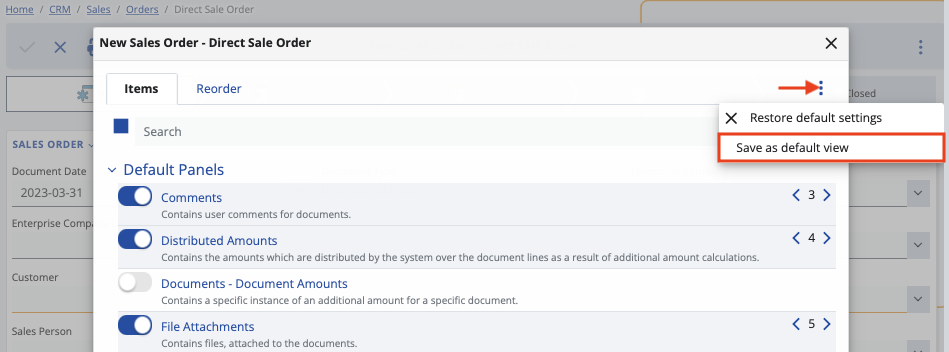 Home / CRM / Sales / Orders / Direct Sale Order
New Sales Order - Direct Sale Order
Items
Reorder
Closed
Restore default settings
Save as default view
Search
SALES ORDER
Document Date
2023-03-31
Enterprise Compa
Customer
Sales Person
Default Panels
Comments
3
Contains user comments for documents.
Distributed Amounts
4
Contains the amounts which are distributed by the system over the document lines as a result of additional amount calculations.
Documents - Document Amounts
Contains a specific instance of an additional amount for a specific document.
File Attachments
5
Contains files, attached to the documents.